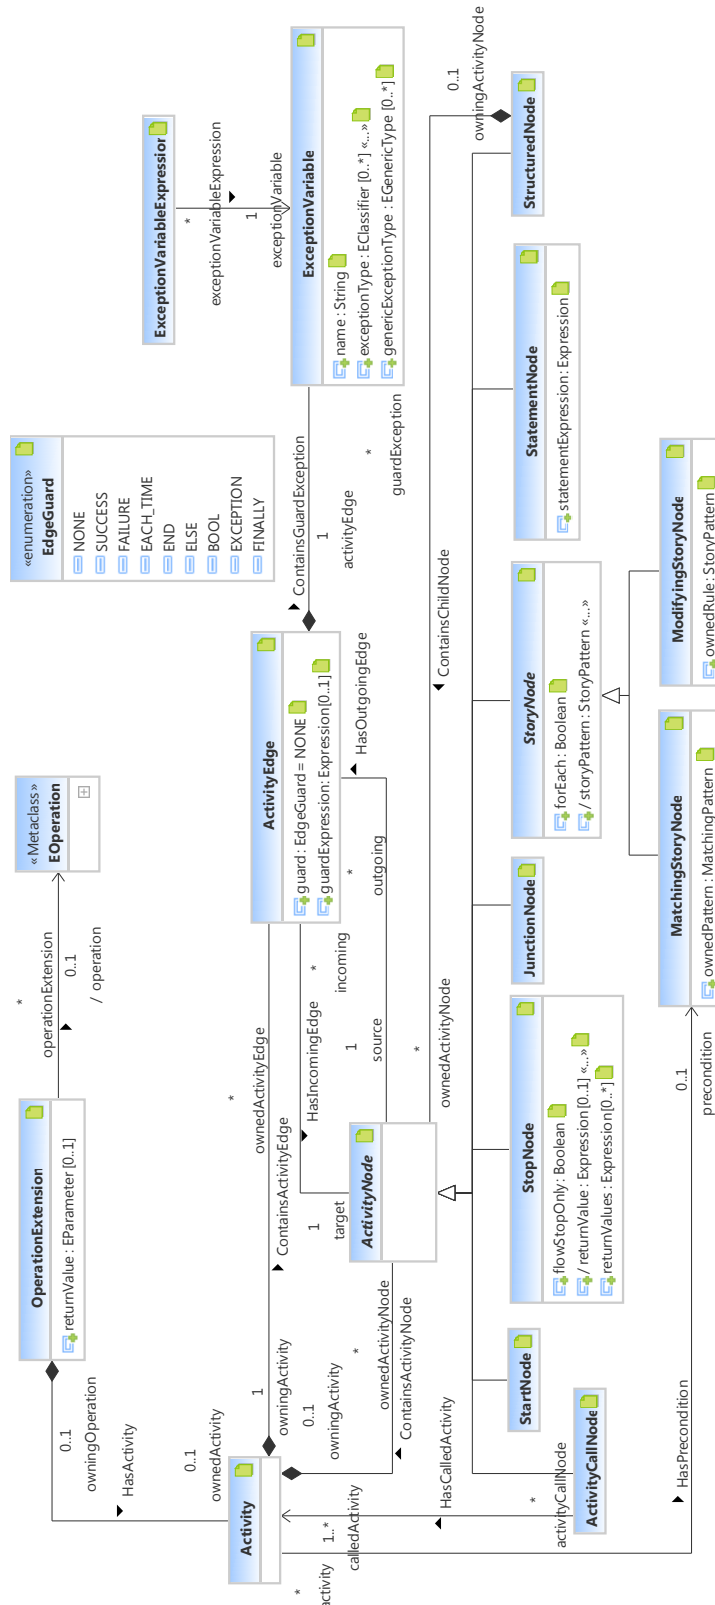 OperationExtension
returnValue : EParameter [0..1]
*
operationExtension
0..1
/ operation
«Metaclass»
EOperation
«enumeration»
EdgeGuard
NONE
SUCCESS
FAILURE
EACH_TIME
END
ELSE
BOOL
EXCEPTION
FINALLY
ExceptionVariableExpression
*
exceptionVariableExpression
1
exceptionVariable
0..1
owningOperation
HasActivity
0..1
ownedActivity
Activity
1
owningActivity
ContainsActivityEdge
*
ownedActivityEdge
ActivityEdge
guard : EdgeGuard = NONE
guardExpression: Expression[0..1]
ContainsGuardException
1
activityEdge
*
guardException
ExceptionVariable
name : String
exceptionType : EClassifier [0..*] «...»
genericExceptionType : EGenericType [0..*]
0..1
owningActivity
1
target
HasIncomingEdge
*
incoming
1
source
*
outgoing
HasOutgoingEdge
*
ownedActivityNode
ContainsActivityNode
ActivityNode
*
ownedActivityNode
ContainsChildNode
0..1
owningActivityNode
1..*
calledActivity
HasCalledActivity
*
activityCallNode
ActivityCallNode
StartNode
StopNode
flowStopOnly: Boolean
/ returnValue : Expression[0..1] «...»
returnValues : Expression[0..*]
JunctionNode
StoryNode
forEach : Boolean
/ storyPattern : StoryPattern «...»
StatementNode
statementExpression: Expression
StructuredNode
*
activity
HasPrecondition
0..1
precondition
MatchingStoryNode
ownedPattern : MatchingPattern
ModifyingStoryNode
ownedRule : StoryPattern